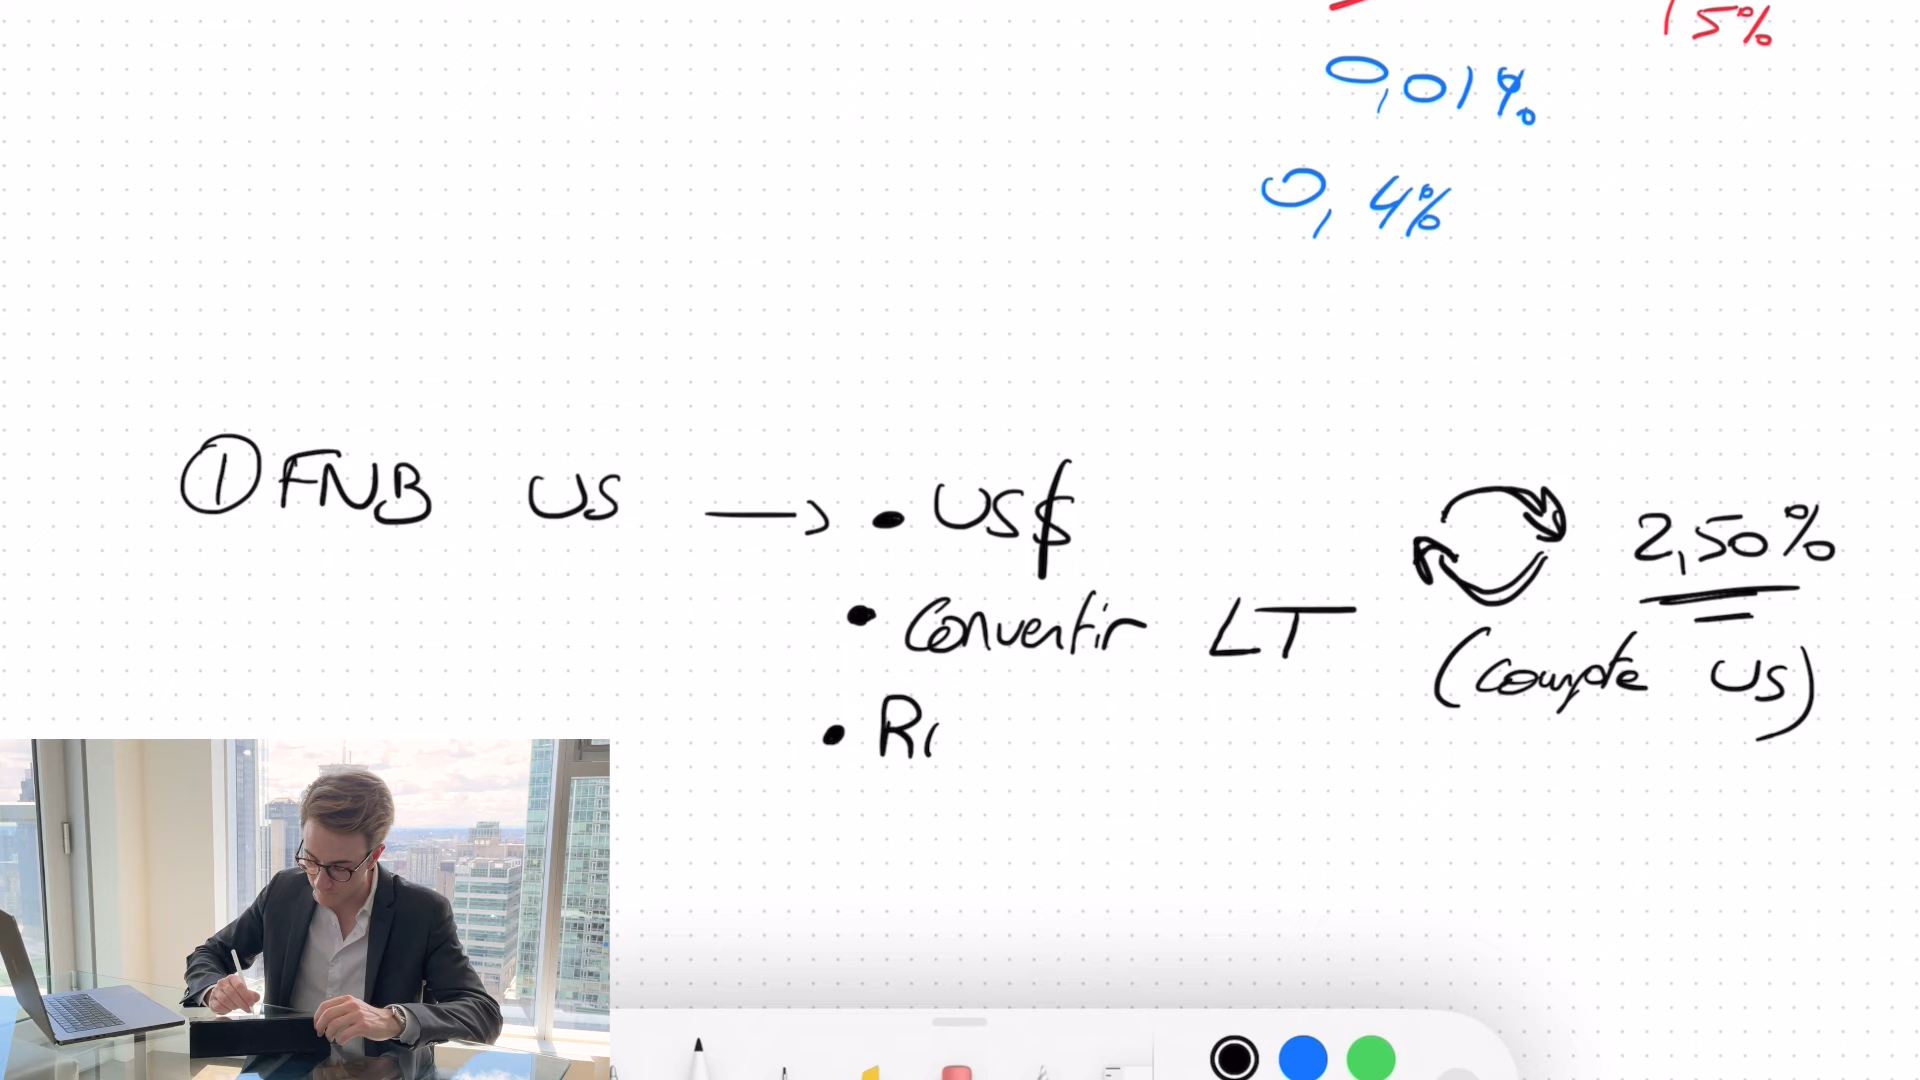 15%
0,01%
0,4%
① FNB US → • US$
2,50%
• Convertir LT
(compte US)
• R